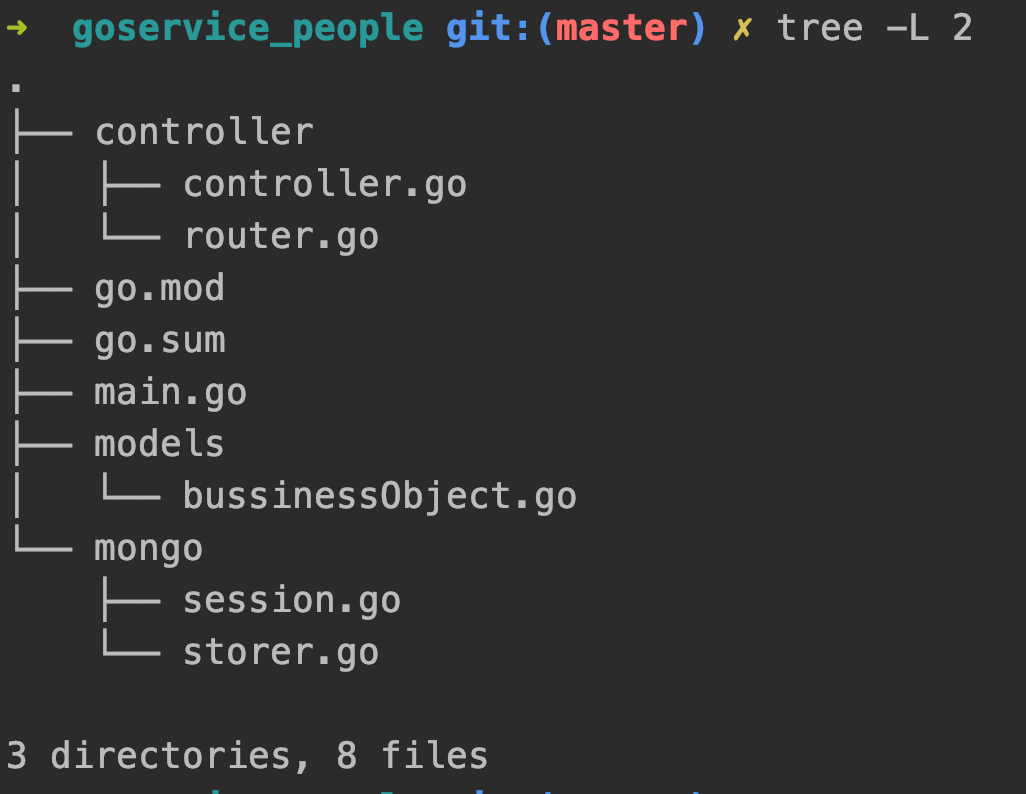 ➜  goservice_people git:(master) ✗ tree -L 2
.
├── controller
│   ├── controller.go
│   └── router.go
├── go.mod
├── go.sum
├── main.go
├── models
│   └── bussinessObject.go
└── mongo
    ├── session.go
    └── storer.go

3 directories, 8 files